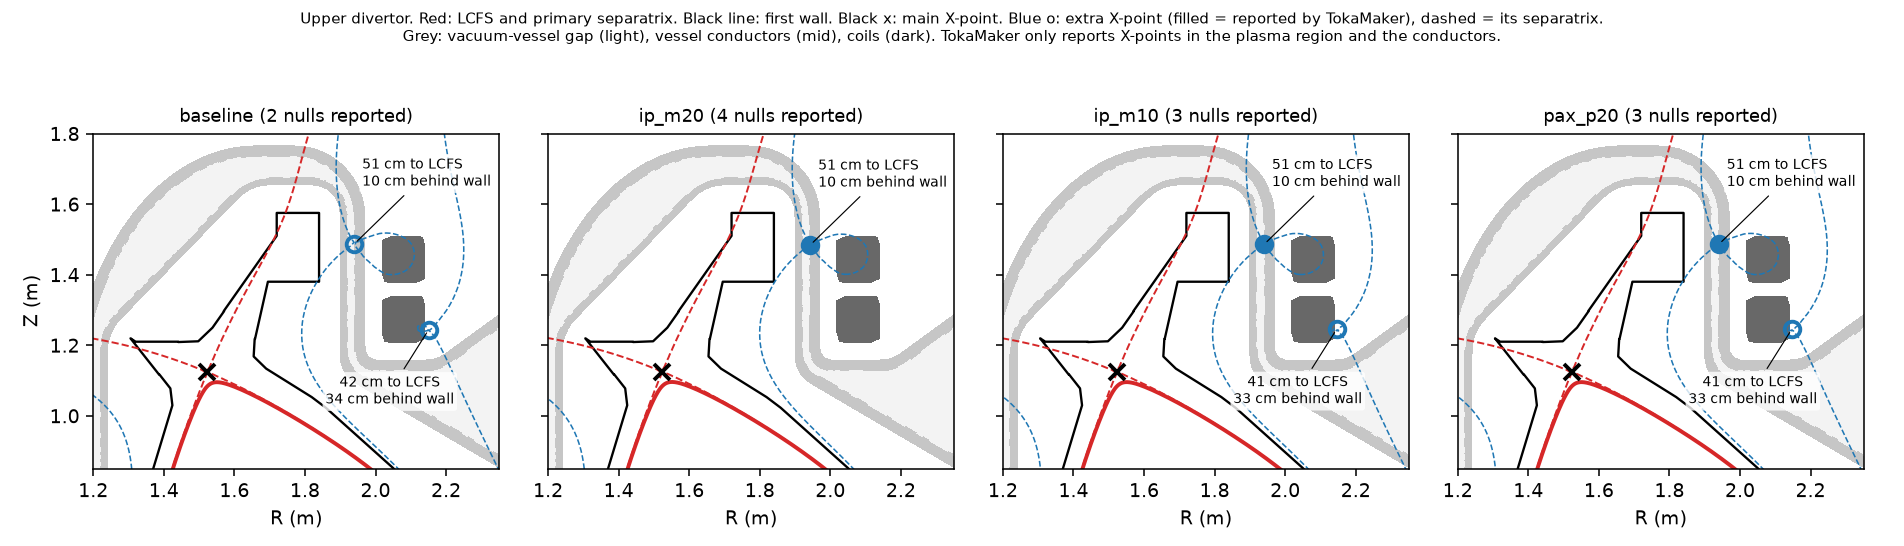 Upper divertor. Red: LCFS and primary separatrix. Black line: first wall. Black x: main X-point. Blue o: extra X-point (filled = reported by TokaMaker), dashed = its separatrix.
Grey: vacuum-vessel gap (light), vessel conductors (mid), coils (dark). TokaMaker only reports X-points in the plasma region and the conductors.
baseline (2 nulls reported)
51 cm to LCFS
10 cm behind wall
42 cm to LCFS
34 cm behind wall
Z (m)
1.8
1.6
1.4
1.2
1.0
1.2 1.4 1.6 1.8 2.0 2.2
R (m)
ip_m20 (4 nulls reported)
51 cm to LCFS
10 cm behind wall
1.2 1.4 1.6 1.8 2.0 2.2
R (m)
ip_m10 (3 nulls reported)
51 cm to LCFS
10 cm behind wall
41 cm to LCFS
33 cm behind wall
1.2 1.4 1.6 1.8 2.0 2.2
R (m)
pax_p20 (3 nulls reported)
51 cm to LCFS
10 cm behind wall
41 cm to LCFS
33 cm behind wall
1.2 1.4 1.6 1.8 2.0 2.2
R (m)